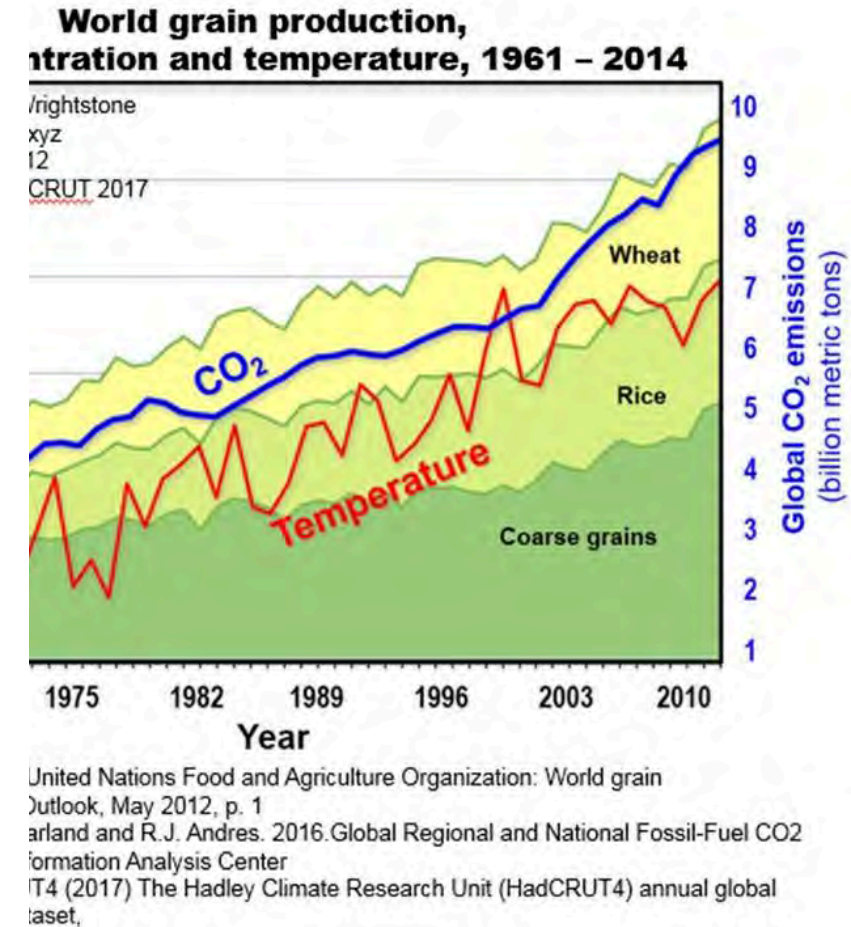 World grain production,
ntration and temperature, 1961 – 2014
rightstone
xyz
12
CRUT 2017
10
9
8
7
6
5
4
3
2
1
Global CO₂ emissions
(billion metric tons)
Wheat
CO₂
Rice
Temperature
Coarse grains
1975 1982 1989 1996 2003 2010
Year
United Nations Food and Agriculture Organization: World grain
Outlook, May 2012, p. 1
arland and R.J. Andres. 2016.Global Regional and National Fossil-Fuel CO2
formation Analysis Center
UT4 (2017) The Hadley Climate Research Unit (HadCRUT4) annual global
taset,